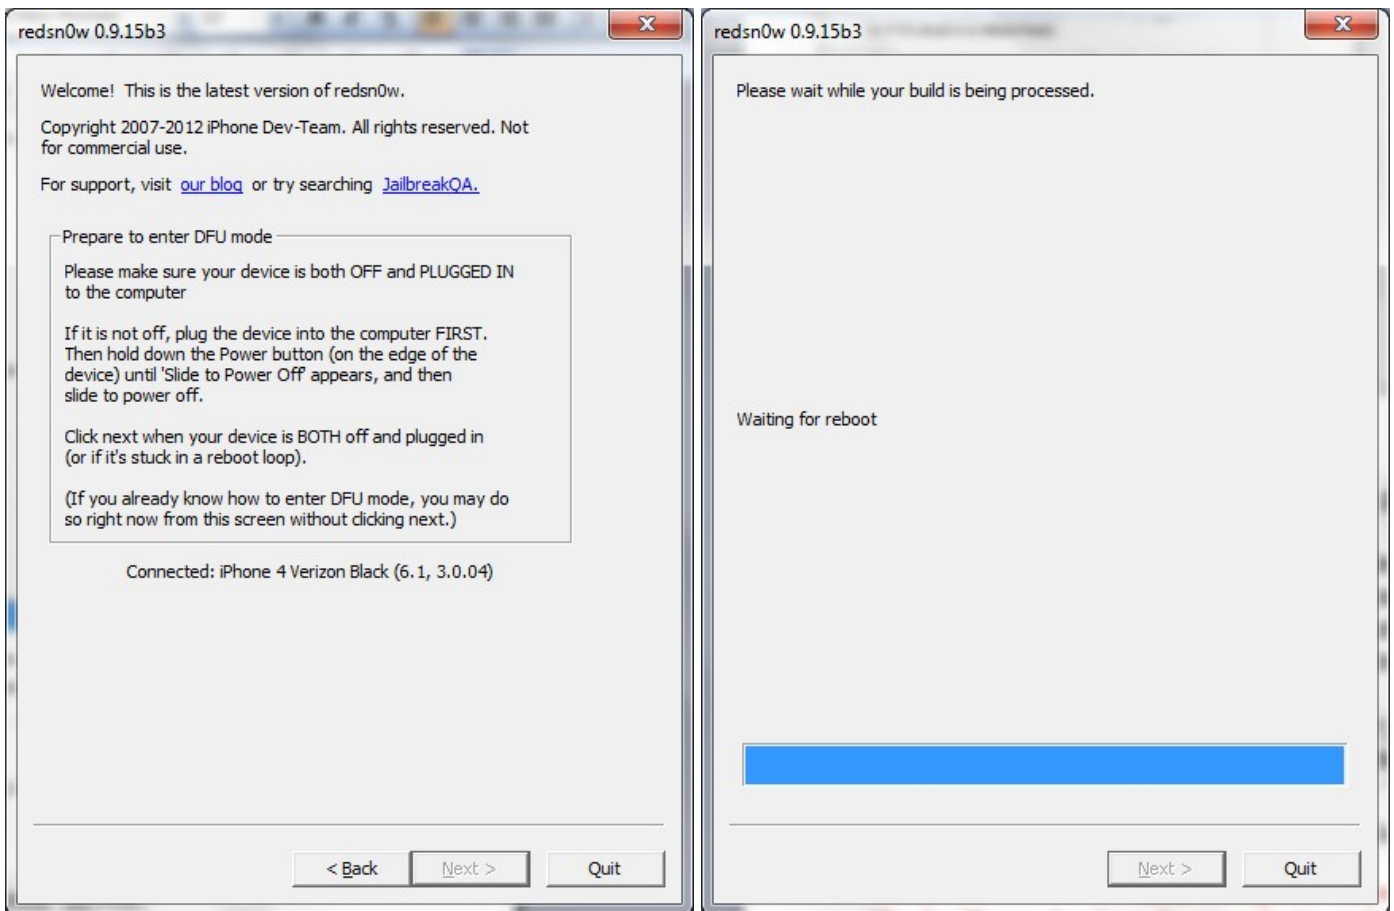 redsn0w 0.9.15b3
Welcome! This is the latest version of redsn0w.
Copyright 2007-2012 iPhone Dev-Team. All rights reserved. Not
for commercial use.
For support, visit our blog or try searching JailbreakQA.
Prepare to enter DFU mode
Please make sure your device is both OFF and PLUGGED IN
to the computer
If it is not off, plug the device into the computer FIRST.
Then hold down the Power button (on the edge of the
device) until 'Slide to Power Off' appears, and then
slide to power off.
Click next when your device is BOTH off and plugged in
(or if it's stuck in a reboot loop).
(If you already know how to enter DFU mode, you may do
so right now from this screen without clicking next.)
Connected: iPhone 4 Verizon Black (6.1, 3.0.04)
< Back
Next >
Quit
redsn0w 0.9.15b3
Please wait while your build is being processed.
Waiting for reboot
Next >
Quit